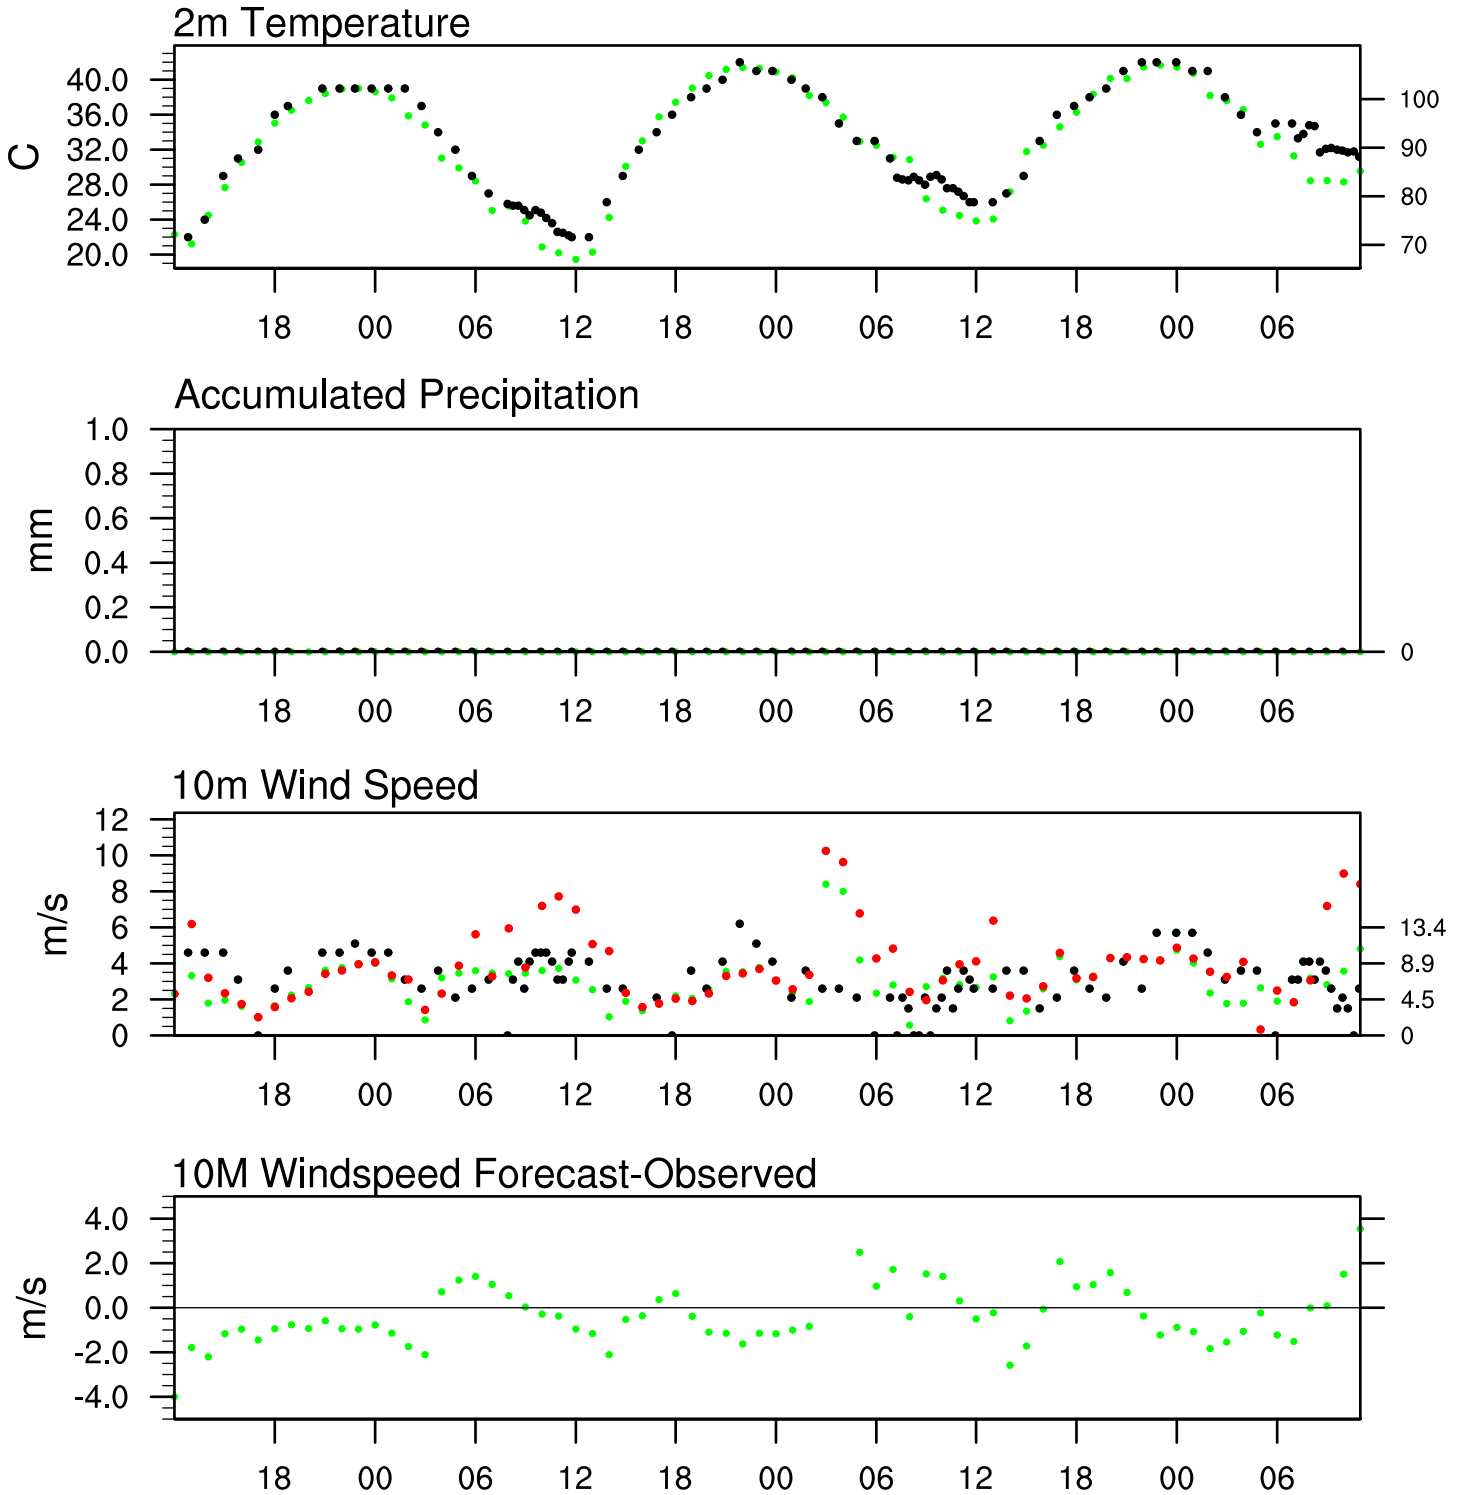 2m Temperature
40.0
36.0
32.0
28.0
24.0
20.0
C
100
90
80
70
18 00 06 12 18 00 06 12 18 00 06
Accumulated Precipitation
1.0
0.8
0.6
0.4
0.2
0.0
mm
0
18 00 06 12 18 00 06 12 18 00 06
10m Wind Speed
12
10
8
6
4
2
0
m/s
13.4
8.9
4.5
0
18 00 06 12 18 00 06 12 18 00 06
10M Windspeed Forecast-Observed
4.0
2.0
0.0
-2.0
-4.0
m/s
18 00 06 12 18 00 06 12 18 00 06